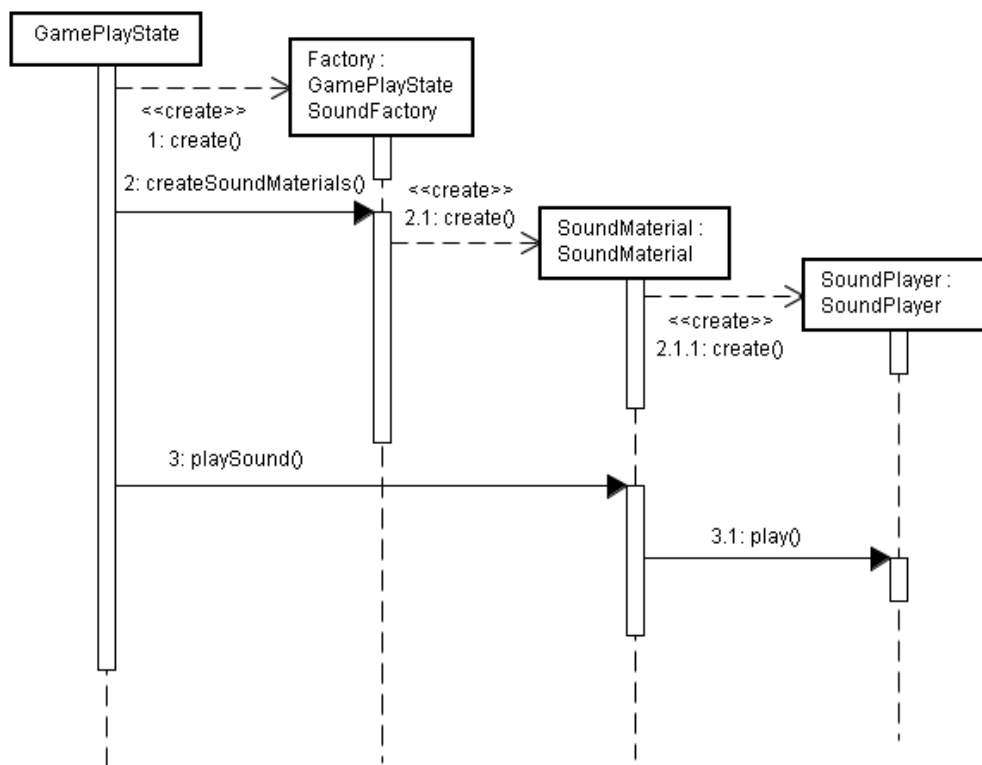 GamePlayState
Factory :
GamePlayState
SoundFactory
<<create>>
1: create()
2: createSoundMaterials()
<<create>>
2.1: create()
SoundMaterial :
SoundMaterial
SoundPlayer :
SoundPlayer
<<create>>
2.1.1: create()
3: playSound()
3.1: play()